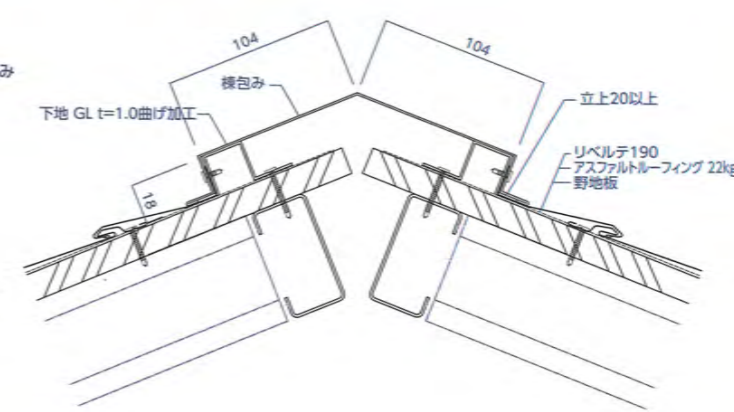 み
104
104
棟包み
下地 GL t=1.0曲げ加工
立上20以上
リベルテ190
アスファルトルーフィング 22kg
野地板
18